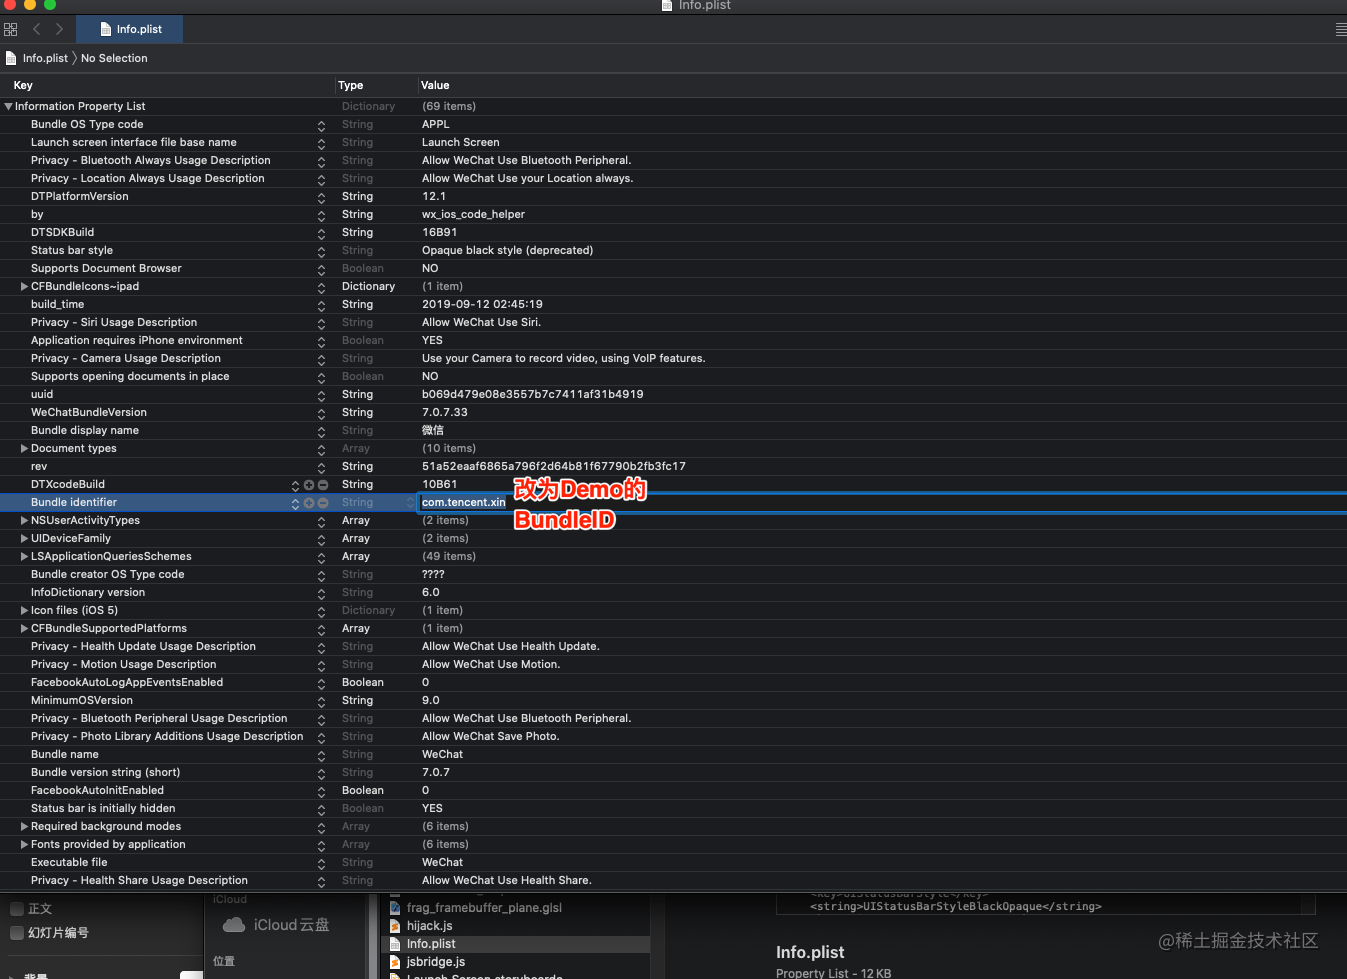 Info.plist
Info.plist
Info.plist 〉No Selection
Key Type Value
Information Property List Dictionary (69 items)
Bundle OS Type code String APPL
Launch screen interface file base name String Launch Screen
Privacy - Bluetooth Always Usage Description String Allow WeChat Use Bluetooth Peripheral.
Privacy - Location Always Usage Description String Allow WeChat Use your Location always.
DTPlatformVersion String 12.1
by String wx_ios_code_helper
DTSDKBuild String 16B91
Status bar style String Opaque black style (deprecated)
Supports Document Browser Boolean NO
CFBundleIcons~ipad Dictionary (1 item)
build_time String 2019-09-12 02:45:19
Privacy - Siri Usage Description String Allow WeChat Use Siri.
Application requires iPhone environment Boolean YES
Privacy - Camera Usage Description String Use your Camera to record video, using VoIP features.
Supports opening documents in place Boolean NO
uuid String b069d479e08e3557b7c7411af31b4919
WeChatBundleVersion String 7.0.7.33
Bundle display name String 微信
Document types Array (10 items)
rev String 51a52eaaf6865a796f2d64b81f67790b2fb3fc17
DTXcodeBuild String 10B61
改为Demo的
Bundle identifier String com.tencent.xin
BundleID
NSUserActivityTypes Array (2 items)
UIDeviceFamily Array (2 items)
LSApplicationQueriesSchemes Array (49 items)
Bundle creator OS Type code String ????
InfoDictionary version String 6.0
Icon files (iOS 5) Dictionary (1 item)
CFBundleSupportedPlatforms Array (1 item)
Privacy - Health Update Usage Description String Allow WeChat Use Health Update.
Privacy - Motion Usage Description String Allow WeChat Use Motion.
FacebookAutoLogAppEventsEnabled Boolean 0
MinimumOSVersion String 9.0
Privacy - Bluetooth Peripheral Usage Description String Allow WeChat Use Bluetooth Peripheral.
Privacy - Photo Library Additions Usage Description String Allow WeChat Save Photo.
Bundle name String WeChat
Bundle version string (short) String 7.0.7
FacebookAutoInitEnabled Boolean 0
Status bar is initially hidden Boolean YES
Required background modes Array (6 items)
Fonts provided by application Array (6 items)
Executable file String WeChat
Privacy - Health Share Usage Description String Allow WeChat Use Health Share.
正文
幻灯片编号
背景
iCloud
iCloud 云盘
位置
frag_framebuffer_plane.glsl
hijack.js
Info.plist
jsbridge.js
Launch Screen.storyboardc
<key>UIStatusBarStyle</key>
<string>UIStatusBarStyleBlackOpaque</string>
Info.plist
Property List - 12 KB
@稀土掘金技术社区